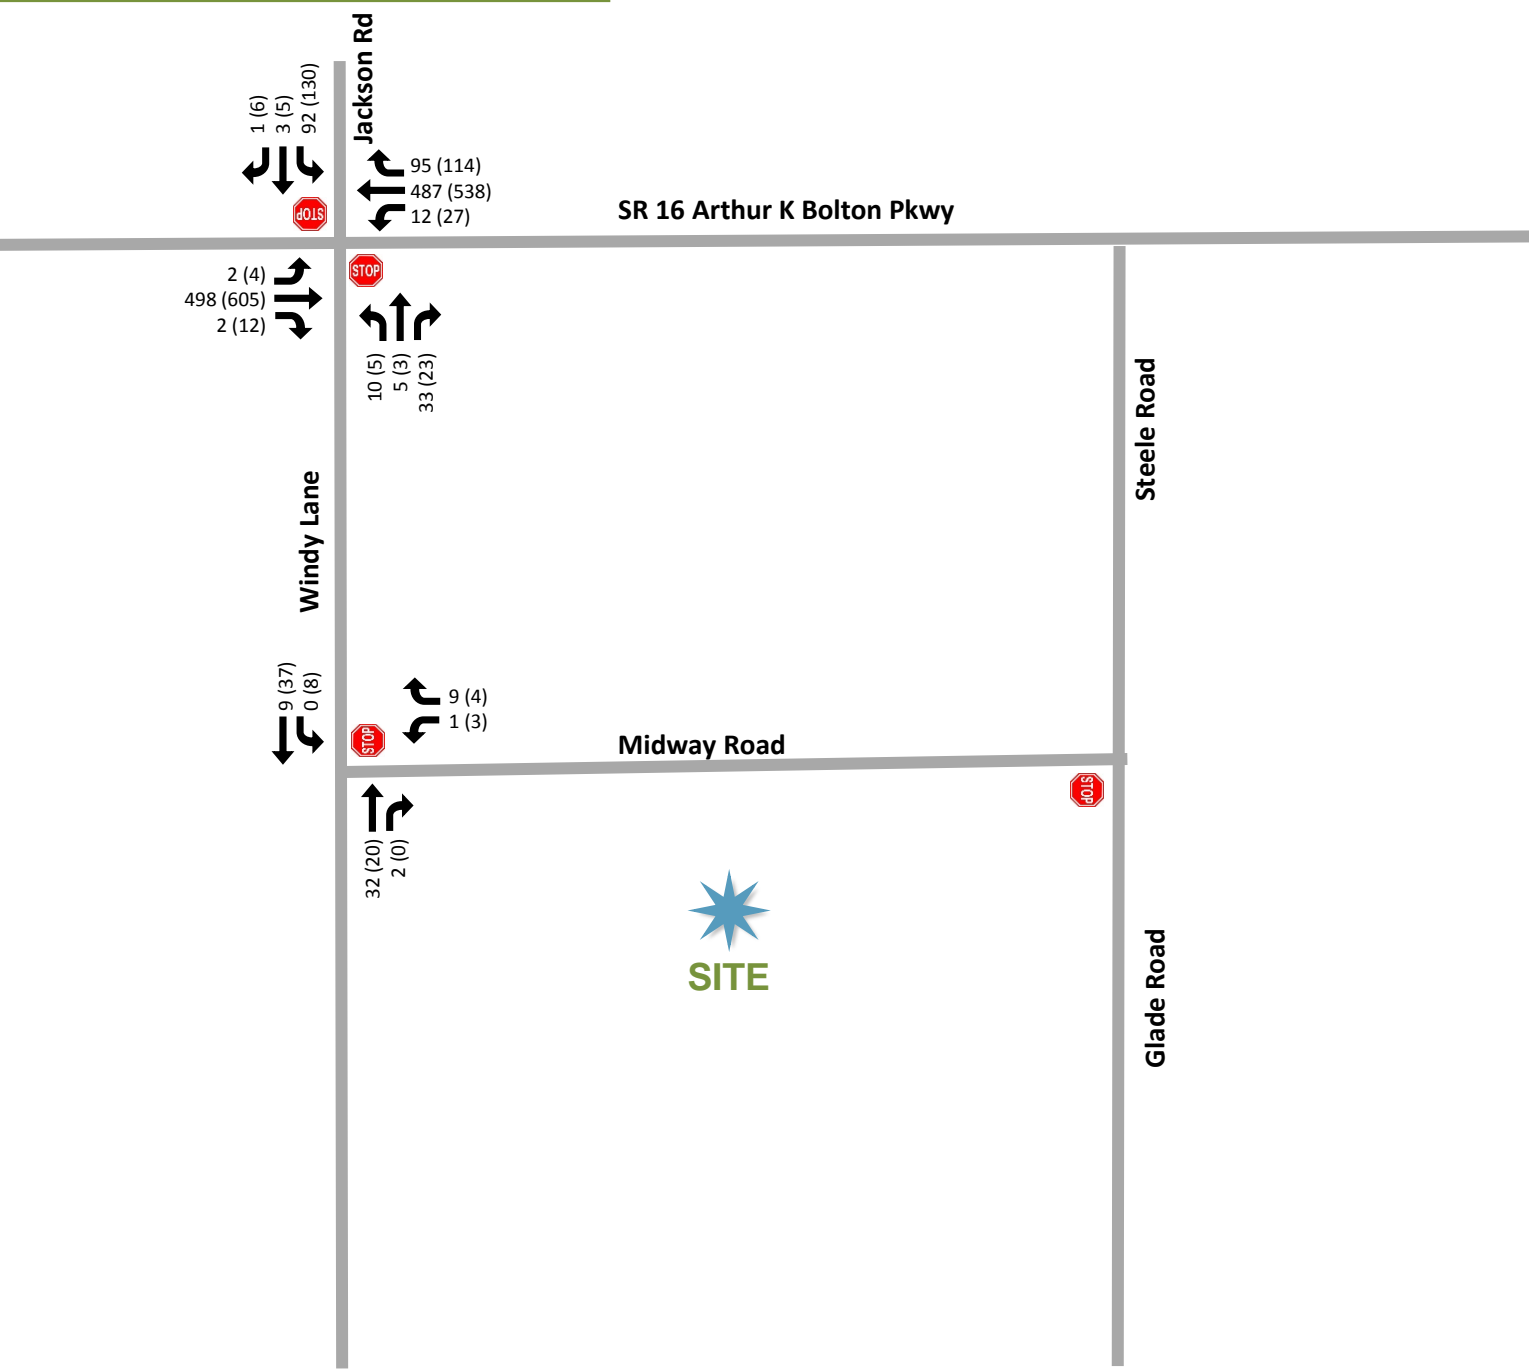 Jackson Rd
1 (6)
3 (5)
92 (130)
95 (114)
487 (538)
12 (27)
STOP
SR 16 Arthur K Bolton Pkwy
2 (4)
498 (605)
2 (12)
STOP
10 (5)
5 (3)
33 (23)
Steele Road
Windy Lane
9 (37)
0 (8)
9 (4)
1 (3)
STOP
Midway Road
STOP
32 (20)
2 (0)
SITE
Glade Road